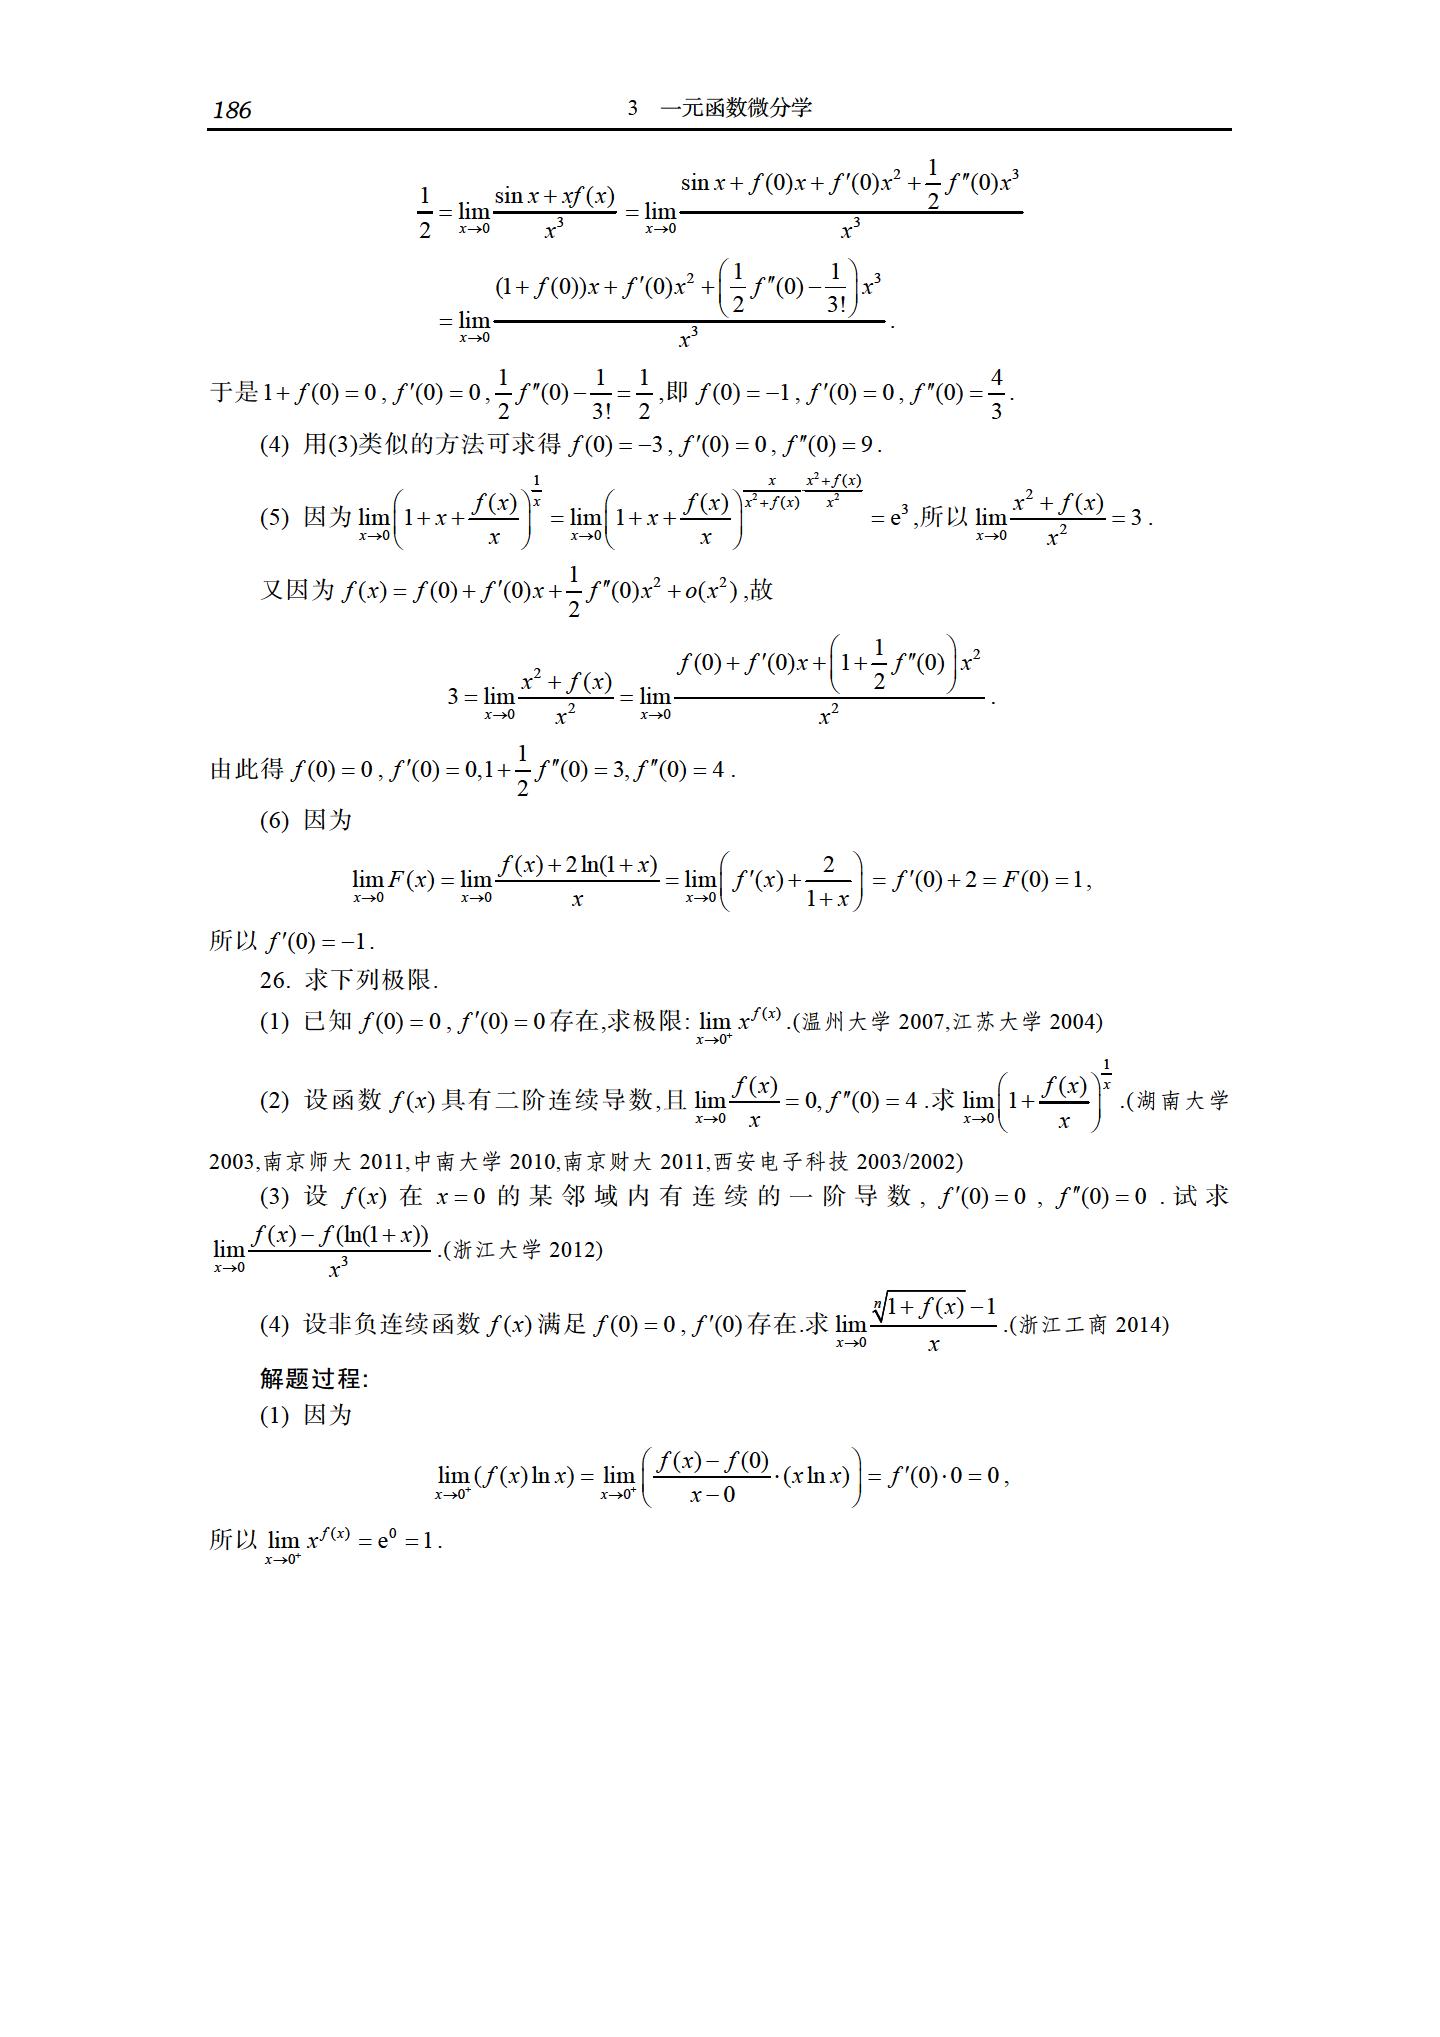 186 3 一元函数微分学
$\frac{1}{2}=\lim_{x\to 0}\frac{\sin x+xf(x)}{x^3}=\lim_{x\to 0}\frac{\sin x+f(0)x+f'(0)x^2+\frac{1}{2}f''(0)x^3}{x^3}$
$=\lim_{x\to 0}\frac{(1+f(0))x+f'(0)x^2+\left(\frac{1}{2}f''(0)-\frac{1}{3!}\right)x^3}{x^3}.$
于是$1+f(0)=0,f'(0)=0,\frac{1}{2}f''(0)-\frac{1}{3!}=\frac{1}{2}$,即$f(0)=-1,f'(0)=0,f''(0)=\frac{4}{3}$.
(4) 用(3)类似的方法可求得$f(0)=-3,f'(0)=0,f''(0)=9$.
(5) 因为$\lim_{x\to 0}\left(1+x+\frac{f(x)}{x}\right)^{\frac{1}{x}}=\lim_{x\to 0}\left(1+x+\frac{f(x)}{x}\right)^{\frac{x}{x^2+f(x)}\cdot\frac{x^2+f(x)}{x^2}}=\mathrm{e}^3$,所以$\lim_{x\to 0}\frac{x^2+f(x)}{x^2}=3$.
又因为$f(x)=f(0)+f'(0)x+\frac{1}{2}f''(0)x^2+o(x^2)$,故
$3=\lim_{x\to 0}\frac{x^2+f(x)}{x^2}=\lim_{x\to 0}\frac{f(0)+f'(0)x+\left(1+\frac{1}{2}f''(0)\right)x^2}{x^2}.$
由此得$f(0)=0,f'(0)=0,1+\frac{1}{2}f''(0)=3,f''(0)=4$.
(6) 因为
$\lim_{x\to 0}F(x)=\lim_{x\to 0}\frac{f(x)+2\ln(1+x)}{x}=\lim_{x\to 0}\left(f'(x)+\frac{2}{1+x}\right)=f'(0)+2=F(0)=1,$
所以$f'(0)=-1$.
26. 求下列极限.
(1) 已知$f(0)=0,f'(0)=0$存在,求极限:$\lim_{x\to 0^+}x^{f(x)}$.(温州大学 2007,江苏大学 2004)
(2) 设函数$f(x)$具有二阶连续导数,且$\lim_{x\to 0}\frac{f(x)}{x}=0,f''(0)=4$.求$\lim_{x\to 0}\left(1+\frac{f(x)}{x}\right)^{\frac{1}{x}}$.(湖南大学
2003,南京师大 2011,中南大学 2010,南京财大 2011,西安电子科技 2003/2002)
(3) 设$f(x)$在$x=0$的某邻域内有连续的一阶导数,$f'(0)=0,f''(0)=0$.试求
$\lim_{x\to 0}\frac{f(x)-f(\ln(1+x))}{x^3}$.(浙江大学 2012)
(4) 设非负连续函数$f(x)$满足$f(0)=0,f'(0)$存在.求$\lim_{x\to 0}\frac{\sqrt[n]{1+f(x)}-1}{x}$.(浙江工商 2014)
解题过程:
(1) 因为
$\lim_{x\to 0^+}(f(x)\ln x)=\lim_{x\to 0^+}\left(\frac{f(x)-f(0)}{x-0}\cdot(x\ln x)\right)=f'(0)\cdot 0=0,$
所以$\lim_{x\to 0^+}x^{f(x)}=\mathrm{e}^0=1$.